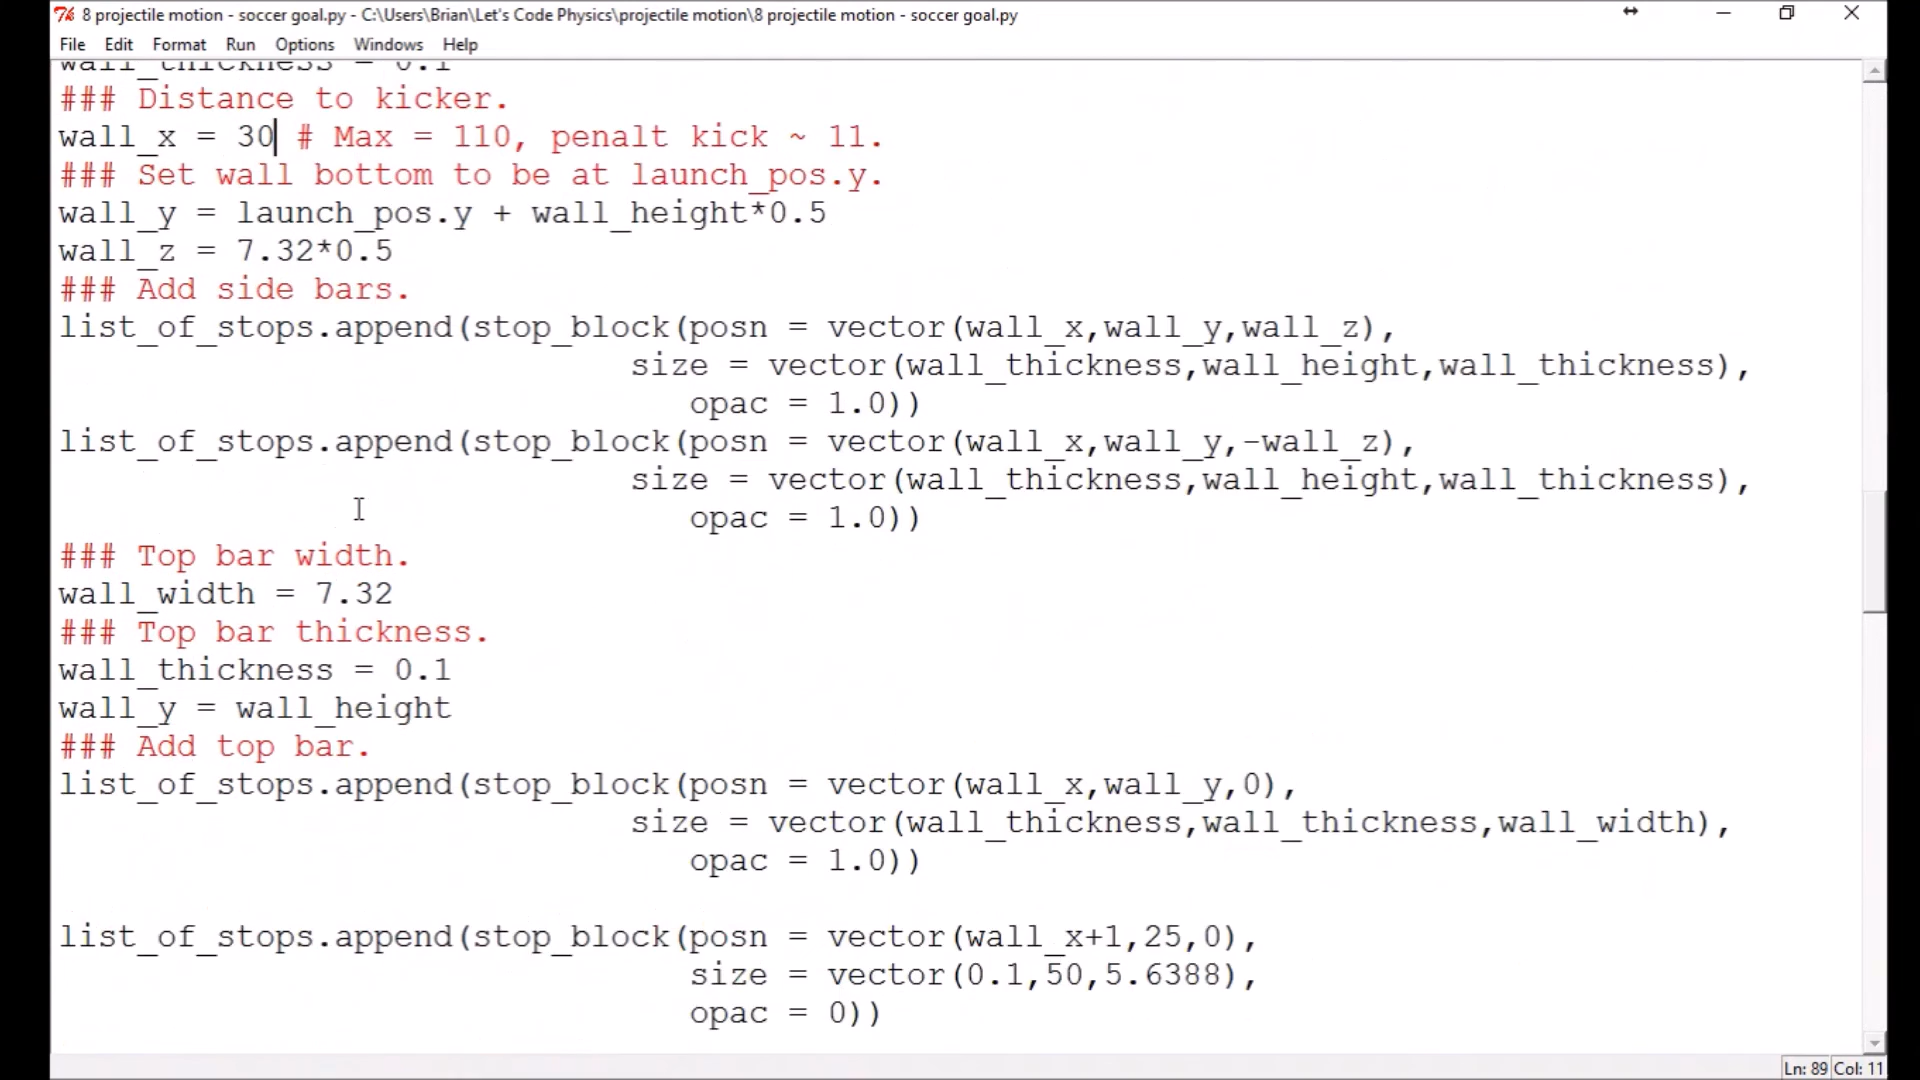 8 projectile motion - soccer goal.py - C:\Users\Brian\Let's Code Physics\projectile motion\8 projectile motion - soccer goal.py
File Edit Format Run Options Windows Help
wall_thickness = 0.1
### Distance to kicker.
wall_x = 30 # Max = 110, penalt kick ~ 11.
### Set wall bottom to be at launch_pos.y.
wall_y = launch_pos.y + wall_height*0.5
wall_z = 7.32*0.5
### Add side bars.
list_of_stops.append(stop_block(posn = vector(wall_x,wall_y,wall_z),
size = vector(wall_thickness,wall_height,wall_thickness),
opac = 1.0))
list_of_stops.append(stop_block(posn = vector(wall_x,wall_y,-wall_z),
size = vector(wall_thickness,wall_height,wall_thickness),
opac = 1.0))
### Top bar width.
wall_width = 7.32
### Top bar thickness.
wall_thickness = 0.1
wall_y = wall_height
### Add top bar.
list_of_stops.append(stop_block(posn = vector(wall_x,wall_y,0),
size = vector(wall_thickness,wall_thickness,wall_width),
opac = 1.0))
list_of_stops.append(stop_block(posn = vector(wall_x+1,25,0),
size = vector(0.1,50,5.6388),
opac = 0))
Ln: 89 Col: 11